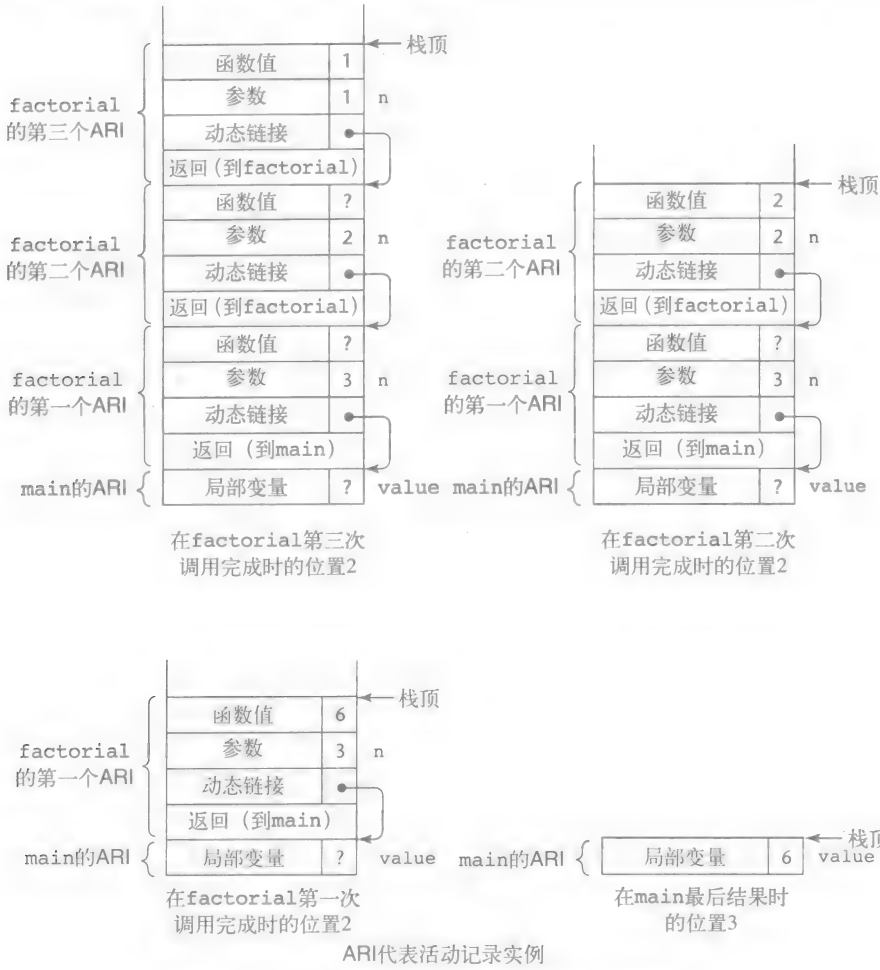 栈顶
函数值 1
参数 1 n
factorial
的第三个ARI
动态链接
返回(到factorial)
函数值 ?
参数 2 n
factorial
的第二个ARI
动态链接
返回(到factorial)
函数值 ?
参数 3 n
factorial
的第一个ARI
动态链接
返回（到main）
main的ARI 局部变量 ? value
在factorial第三次
调用完成时的位置2
栈顶
函数值 2
参数 2 n
factorial
的第二个ARI
动态链接
返回(到factorial)
函数值 ?
参数 3 n
factorial
的第一个ARI
动态链接
返回（到main）
main的ARI 局部变量 ? value
在factorial第二次
调用完成时的位置2
栈顶
函数值 6
参数 3 n
factorial
的第一个ARI
动态链接
返回（到main）
main的ARI 局部变量 ? value
在factorial第一次
调用完成时的位置2
栈顶
main的ARI 局部变量 6 value
在main最后结果时
的位置3
ARI代表活动记录实例